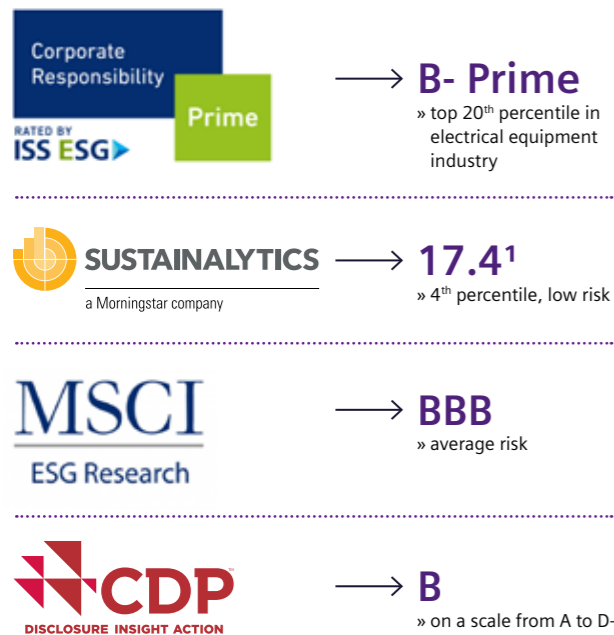 Corporate
Responsibility
Prime
RATED BY
ISS ESG
B- Prime
» top 20th percentile in
electrical equipment
industry
SUSTAINALYTICS
a Morningstar company
17.4¹
» 4th percentile, low risk
MSCI
ESG Research
BBB
» average risk
CDP™
DISCLOSURE INSIGHT ACTION
B
» on a scale from A to D-